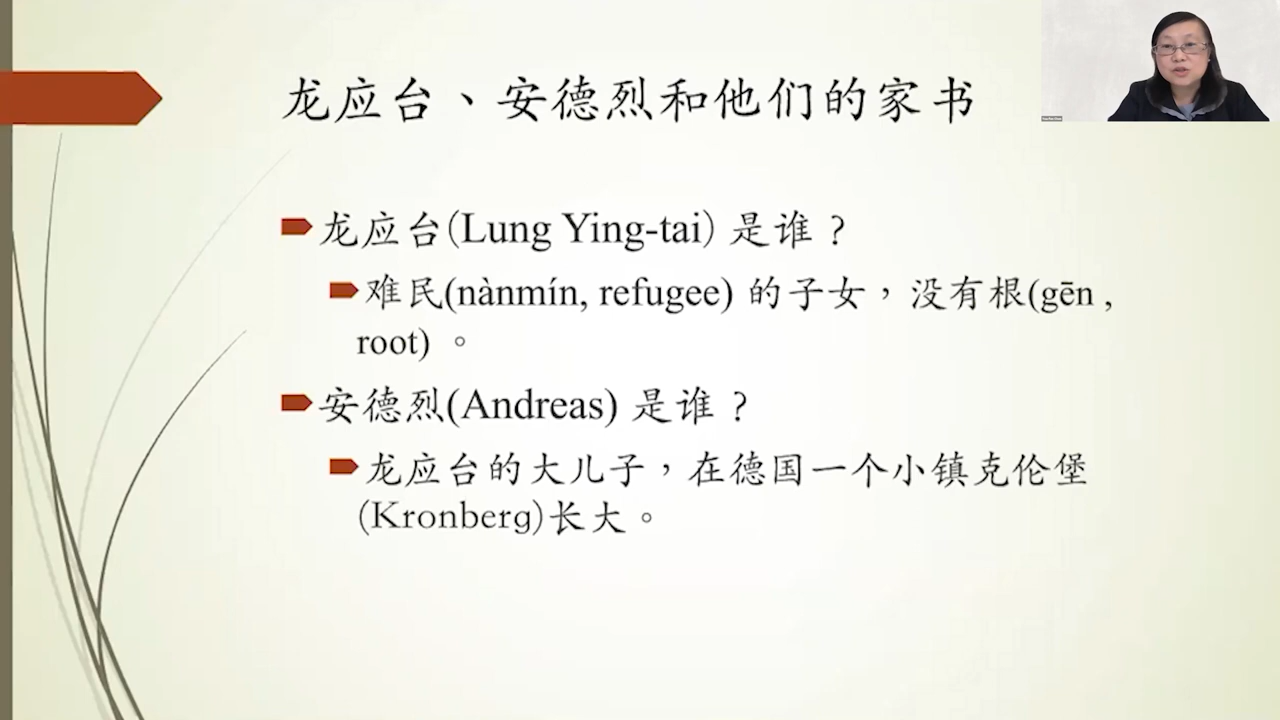 龙应台、安德烈和他们的家书
龙应台(Lung Ying-tai) 是谁？
难民(nànmín, refugee) 的子女，没有根(gēn ,
root) 。
安德烈(Andreas) 是谁？
龙应台的大儿子，在德国一个小镇克伦堡
(Kronberg)长大。